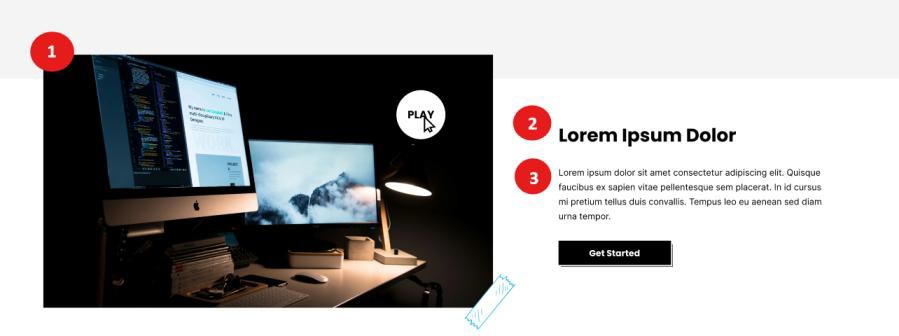 1
PLAY
2
Lorem Ipsum Dolor
3
Lorem ipsum dolor sit amet consectetur adipiscing elit. Quisque
faucibus ex sapien vitae pellentesque sem placerat. In id cursus
mi pretium tellus duis convallis. Tempus leo eu aenean sed diam
urna tempor.
Get Started